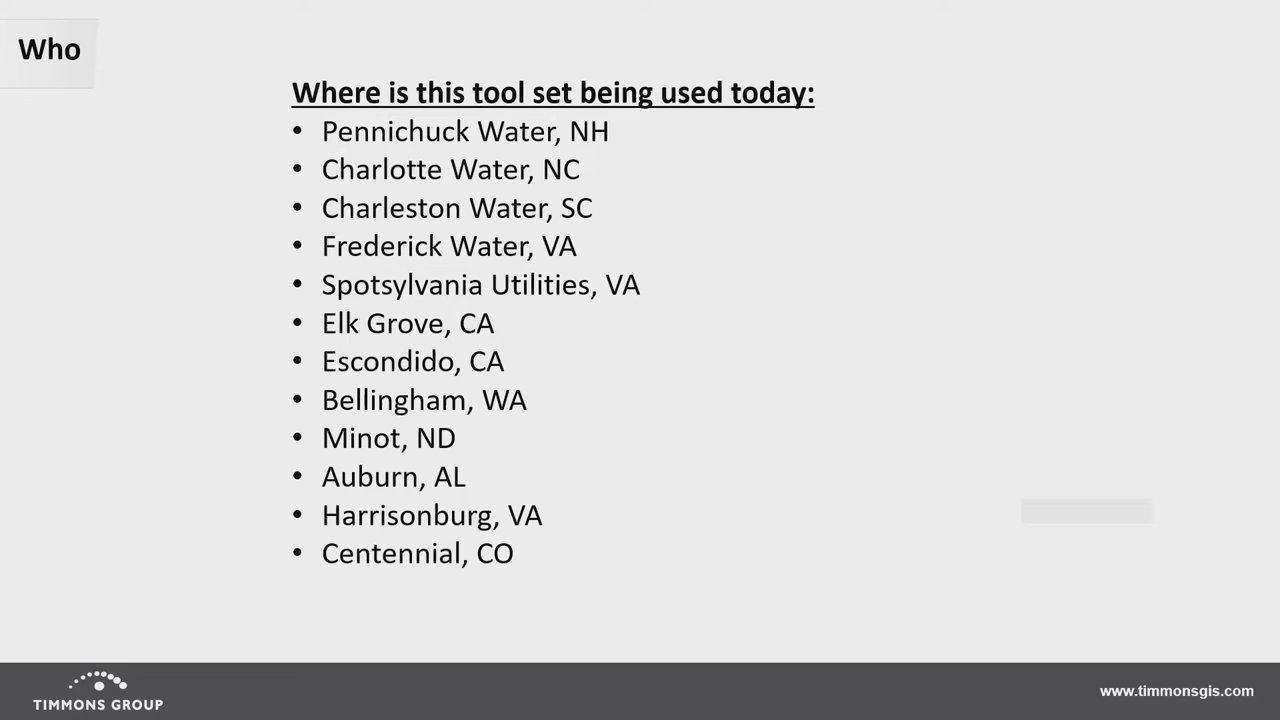 Who
Where is this tool set being used today:
• Pennichuck Water, NH
• Charlotte Water, NC
• Charleston Water, SC
• Frederick Water, VA
• Spotsylvania Utilities, VA
• Elk Grove, CA
• Escondido, CA
• Bellingham, WA
• Minot, ND
• Auburn, AL
• Harrisonburg, VA
• Centennial, CO
TIMMONS GROUP
www.timmonsgis.com